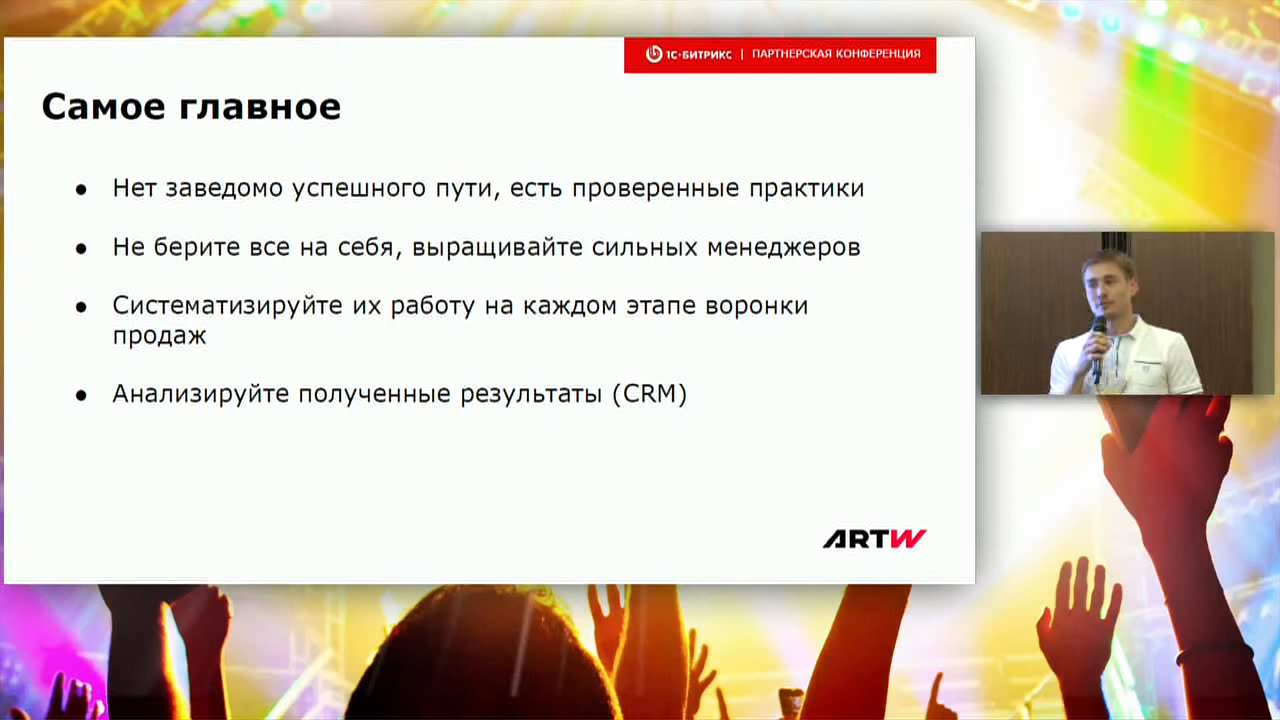 1С-БИТРИКС | ПАРТНЕРСКАЯ КОНФЕРЕНЦИЯ
Самое главное
● Нет заведомо успешного пути, есть проверенные практики
● Не берите все на себя, выращивайте сильных менеджеров
● Систематизируйте их работу на каждом этапе воронки
продаж
● Анализируйте полученные результаты (CRM)
ARTW